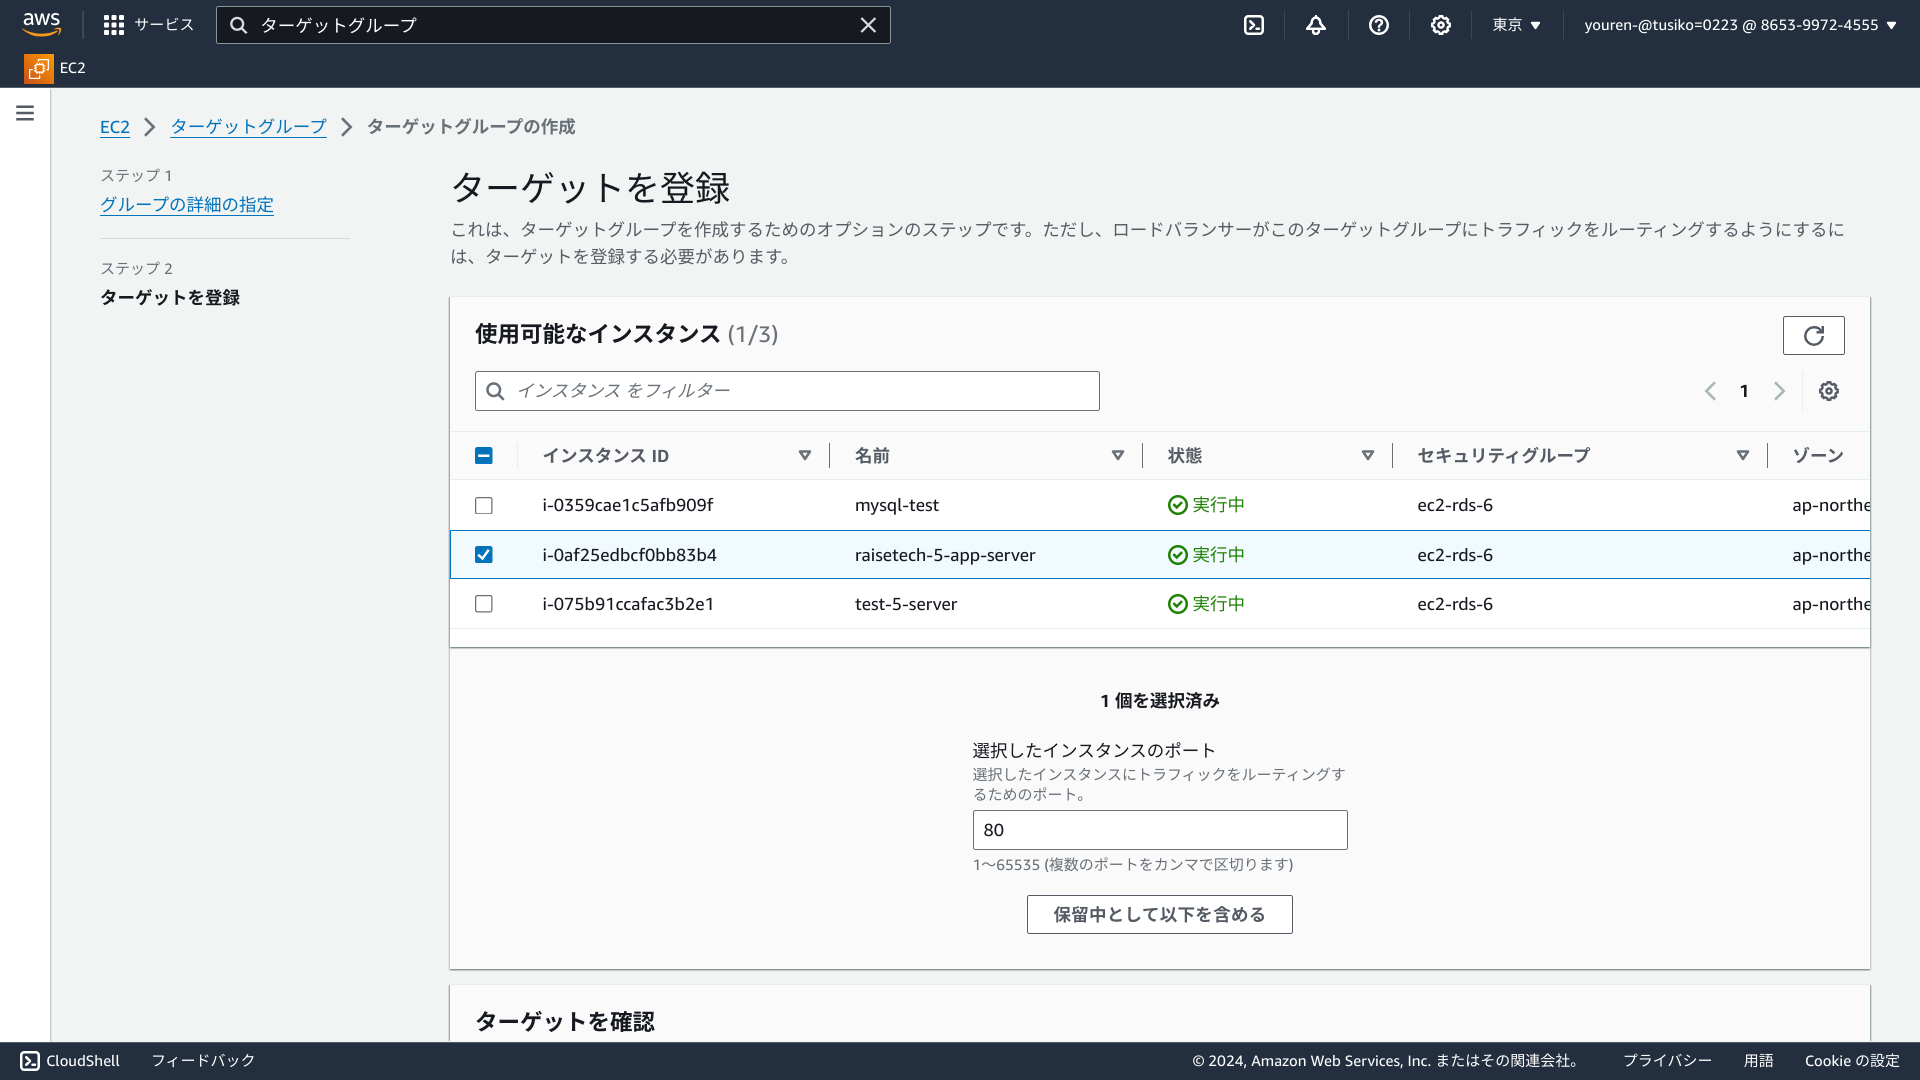 aws
サービス
ターゲットグループ
東京
youren-@tusiko=0223 @ 8653-9972-4555
EC2
EC2
ターゲットグループ
ターゲットグループの作成
ステップ 1
グループの詳細の指定
ステップ 2
ターゲットを登録
ターゲットを登録
これは、ターゲットグループを作成するためのオプションのステップです。ただし、ロードバランサーがこのターゲットグループにトラフィックをルーティングするようにするに
は、ターゲットを登録する必要があります。
使用可能なインスタンス (1/3)
インスタンス をフィルター
1
インスタンス ID 名前 状態 セキュリティグループ ゾーン
i-0359cae1c5afb909f mysql-test 実行中 ec2-rds-6 ap-northe
i-0af25edbcf0bb83b4 raisetech-5-app-server 実行中 ec2-rds-6 ap-northe
i-075b91ccafac3b2e1 test-5-server 実行中 ec2-rds-6 ap-northe
1 個を選択済み
選択したインスタンスのポート
選択したインスタンスにトラフィックをルーティングす
るためのポート。
80
1～65535 (複数のポートをカンマで区切ります)
保留中として以下を含める
ターゲットを確認
CloudShell
フィードバック
© 2024, Amazon Web Services, Inc. またはその関連会社。
プライバシー
用語
Cookie の設定